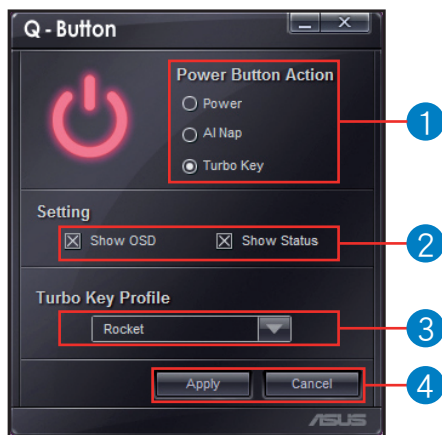 Q - Button
Power Button Action
Power
AI Nap
Turbo Key
1
Setting
Show OSD Show Status
2
Turbo Key Profile
Rocket
3
Apply Cancel
4
ASUS